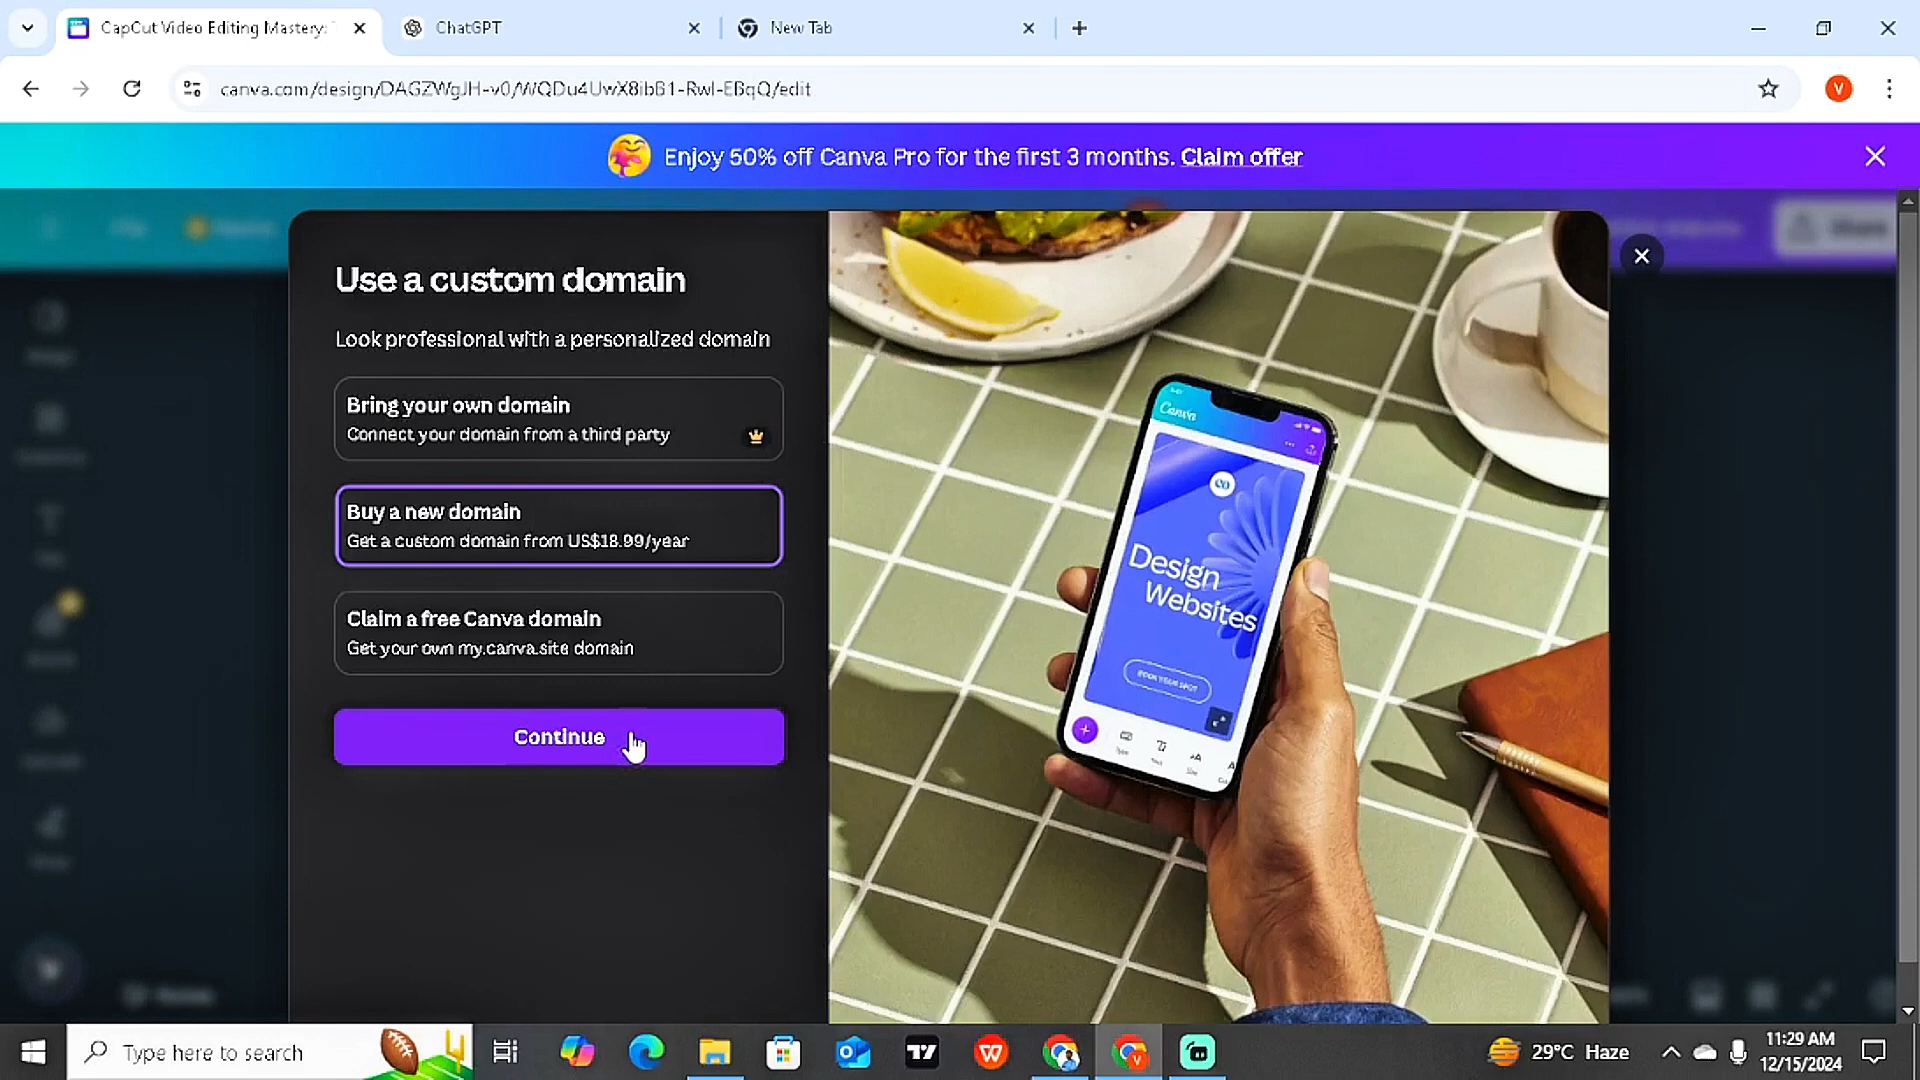 CapCut Video Editing Mastery:
ChatGPT
New Tab
canva.com/design/DAGZWgJH-v0/WQDu4UwX8ibB1-Rwl-EBqQ/edit
V
Enjoy 50% off Canva Pro for the first 3 months. Claim offer
Share
Use a custom domain
Look professional with a personalized domain
Bring your own domain
Connect your domain from a third party
Buy a new domain
Get a custom domain from US$18.99/year
Claim a free Canva domain
Get your own my.canva.site domain
Continue
Canva
Design
Websites
BOOK YOUR SPOT
Type here to search
29°C Haze
11:29 AM
12/15/2024